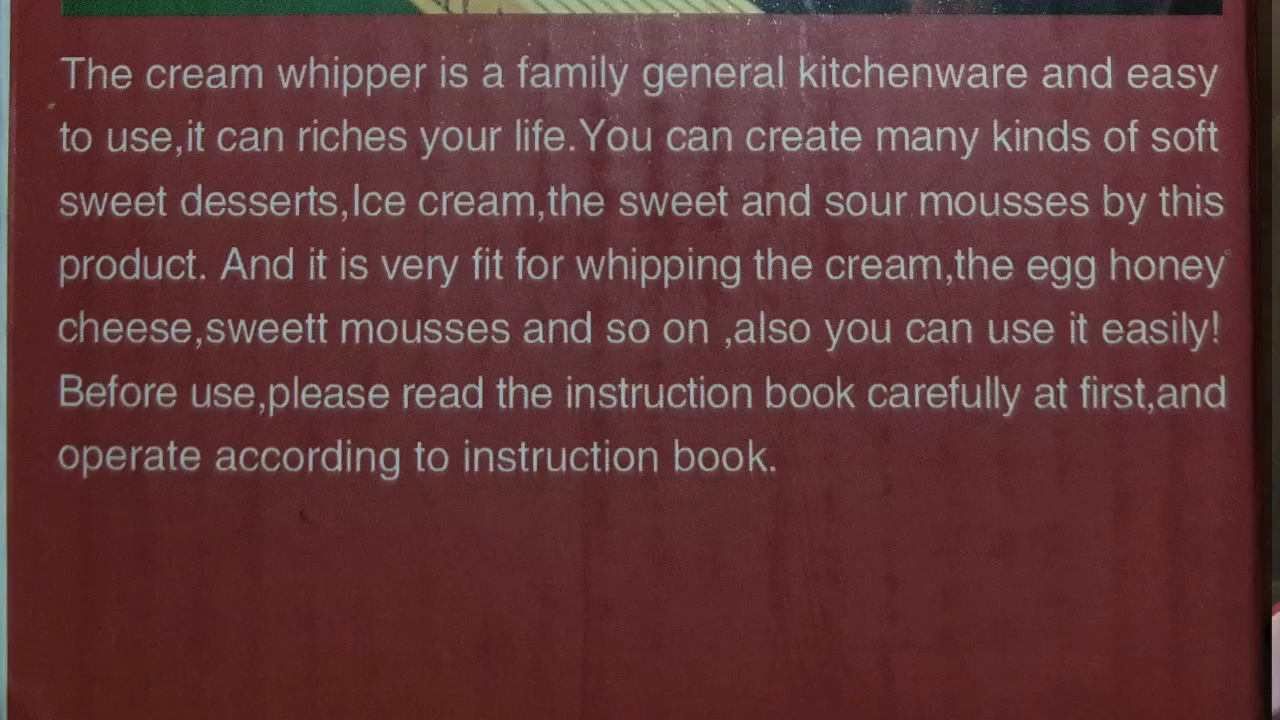 The cream whipper is a family general kitchenware and easy
to use,it can riches your life.You can create many kinds of soft
sweet desserts,Ice cream,the sweet and sour mousses by this
product. And it is very fit for whipping the cream,the egg honey
cheese,sweett mousses and so on ,also you can use it easily!
Before use,please read the instruction book carefully at first,and
operate according to instruction book.